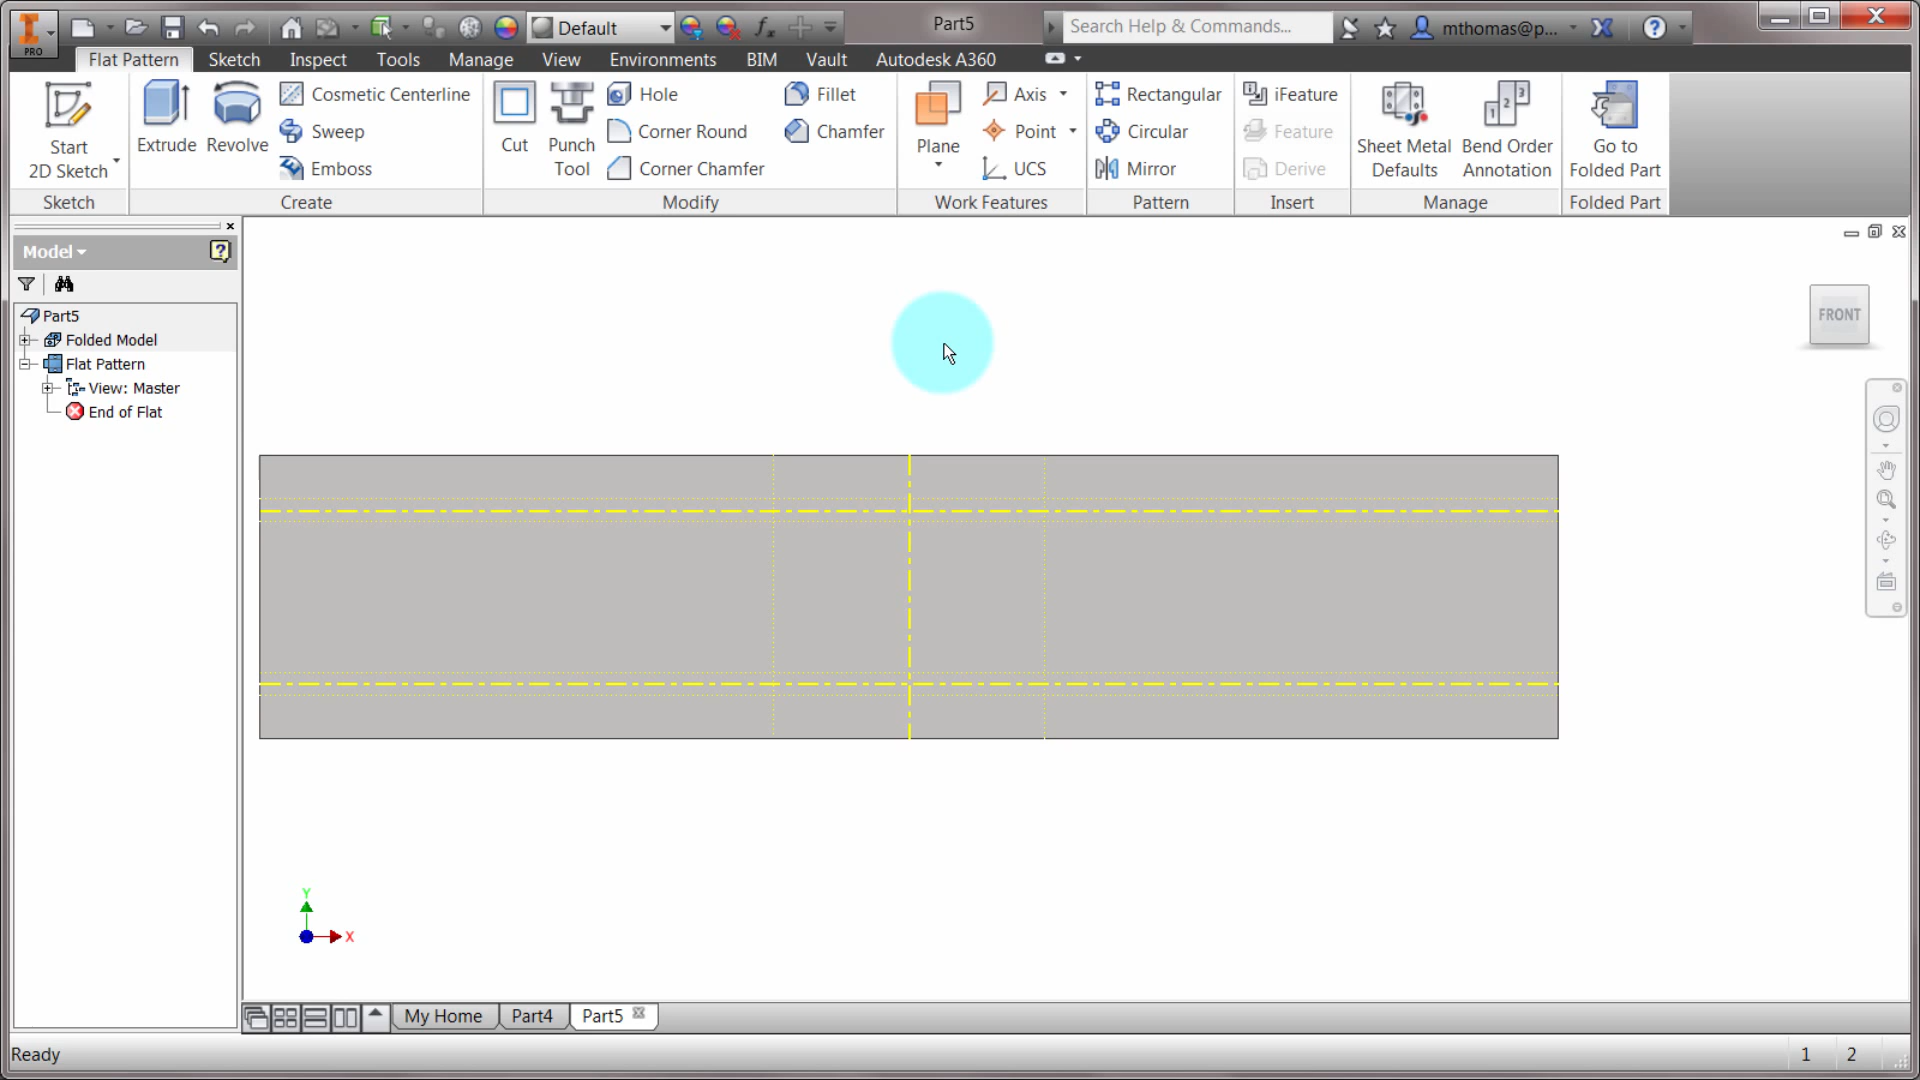 PRO
Default
Part5
Search Help & Commands...
mthomas@p...
Flat Pattern Sketch Inspect Tools Manage View Environments BIM Vault Autodesk A360
Start
2D Sketch
Extrude
Revolve
Cosmetic Centerline
Sweep
Emboss
Cut
Punch
Tool
Hole
Corner Round
Corner Chamfer
Fillet
Chamfer
Plane
Axis
Point
UCS
Rectangular
Circular
Mirror
iFeature
Feature
Derive
Sheet Metal
Defaults
Bend Order
Annotation
Go to
Folded Part
Sketch Create Modify Work Features Pattern Insert Manage Folded Part
Model
Part5
Folded Model
Flat Pattern
View: Master
End of Flat
FRONT
Y
X
My Home Part4 Part5
Ready 1 2